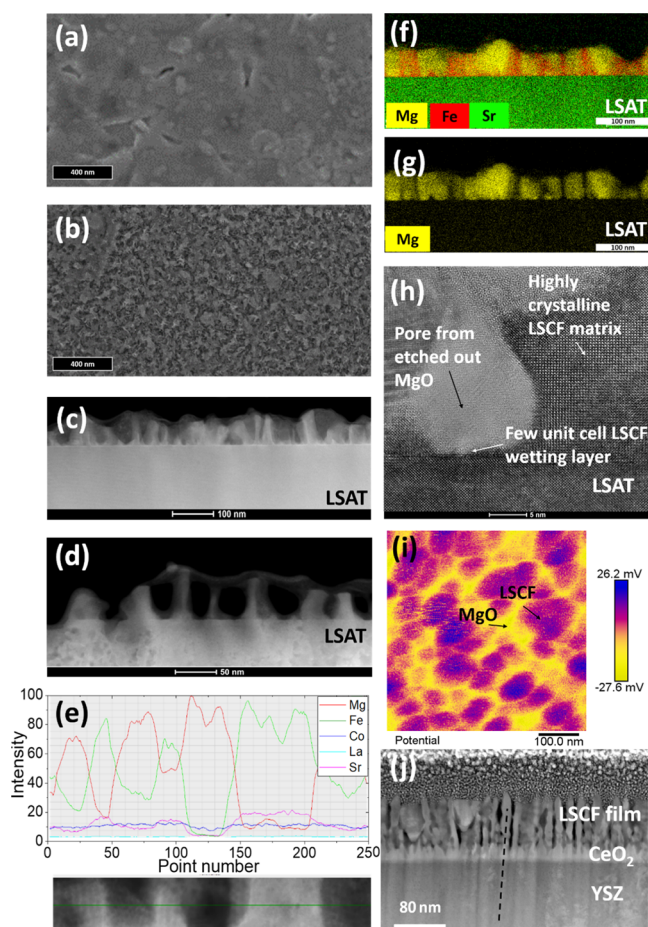 (a)
400 nm
(b)
400 nm
(c)
LSAT
100 nm
(d)
LSAT
50 nm
(e)
100
80
60
40
20
0
Intensity
Mg
Fe
Co
La
Sr
0
50
100
150
200
250
Point number
(f)
Mg
Fe
Sr
LSAT
100 nm
(g)
Mg
LSAT
100 nm
(h)
Highly
crystalline
LSCF matrix
Pore from
etched out
MgO
Few unit cell LSCF
wetting layer
LSAT
5 nm
(i)
LSCF
MgO
26.2 mV
-27.6 mV
Potential
100.0 nm
(j)
LSCF film
CeO₂
YSZ
80 nm